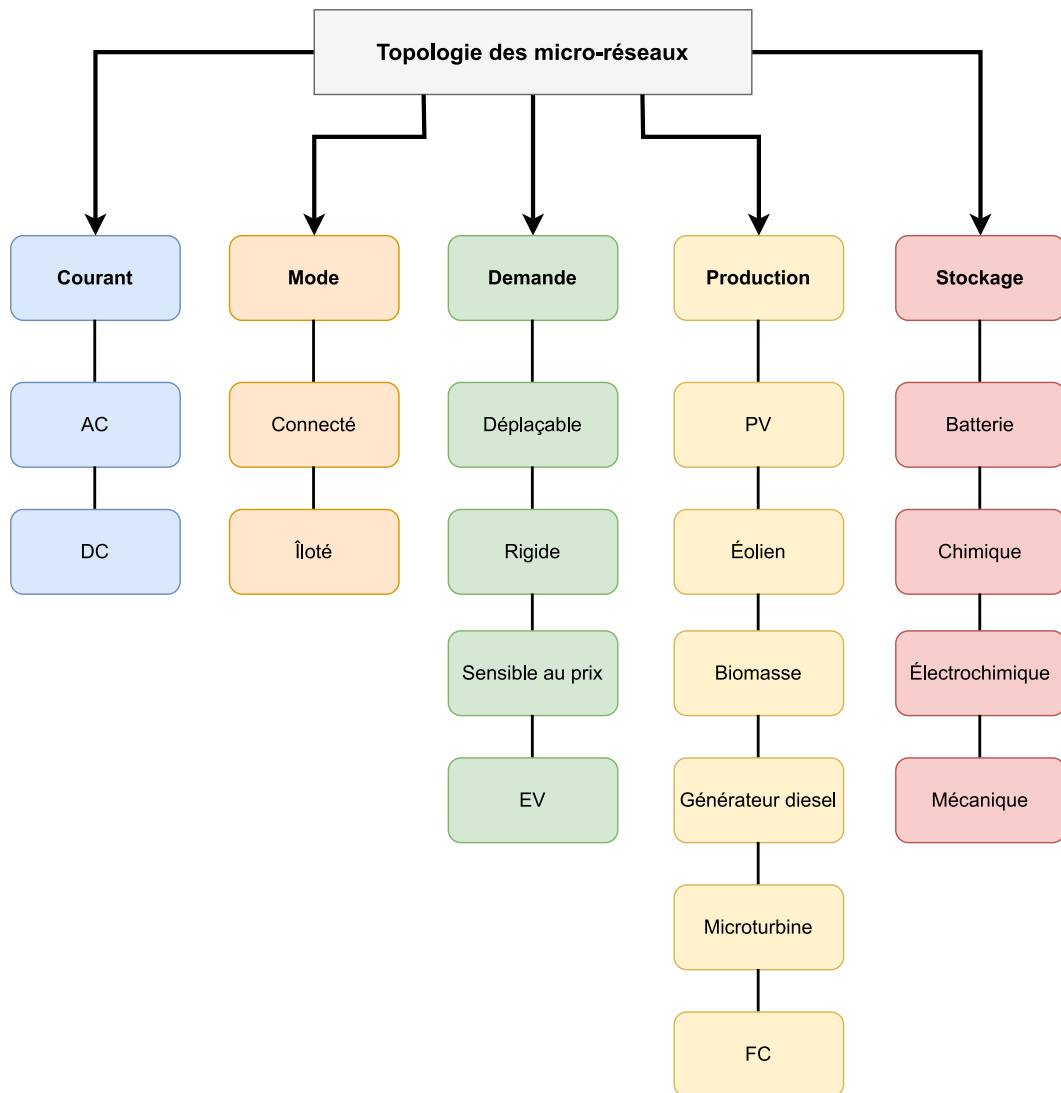 Topologie des micro-réseaux
Courant
Mode
Demande
Production
Stockage
AC
Connecté
Déplaçable
PV
Batterie
DC
Îloté
Rigide
Éolien
Chimique
Sensible au prix
Biomasse
Électrochimique
EV
Générateur diesel
Mécanique
Microturbine
FC